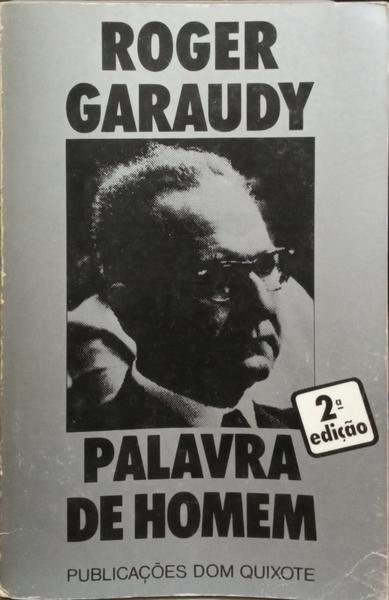 ROGER
GARAUDY
2ª
edição
PALAVRA
DE HOMEM
PUBLICAÇÕES DOM QUIXOTE